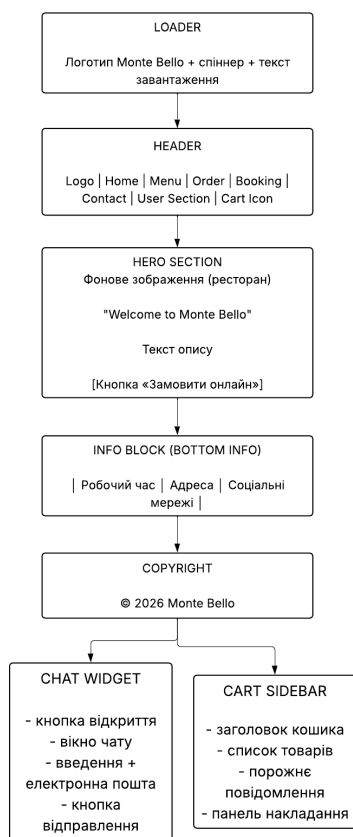 LOADER
Логотип Monte Bello + спіннер + текст
завантаження
HEADER
Logo | Home | Menu | Order | Booking |
Contact | User Section | Cart Icon
HERO SECTION
Фонове зображення (ресторан)
"Welcome to Monte Bello"
Текст опису
[Кнопка «Замовити онлайн»]
INFO BLOCK (BOTTOM INFO)
| Робочий час | Адреса | Соціальні
мережі |
COPYRIGHT
© 2026 Monte Bello
CHAT WIDGET
- кнопка відкриття
- вікно чату
- введення +
електронна пошта
- кнопка
відправлення
CART SIDEBAR
- заголовок кошика
- список товарів
- порожнє
повідомлення
- панель накладання